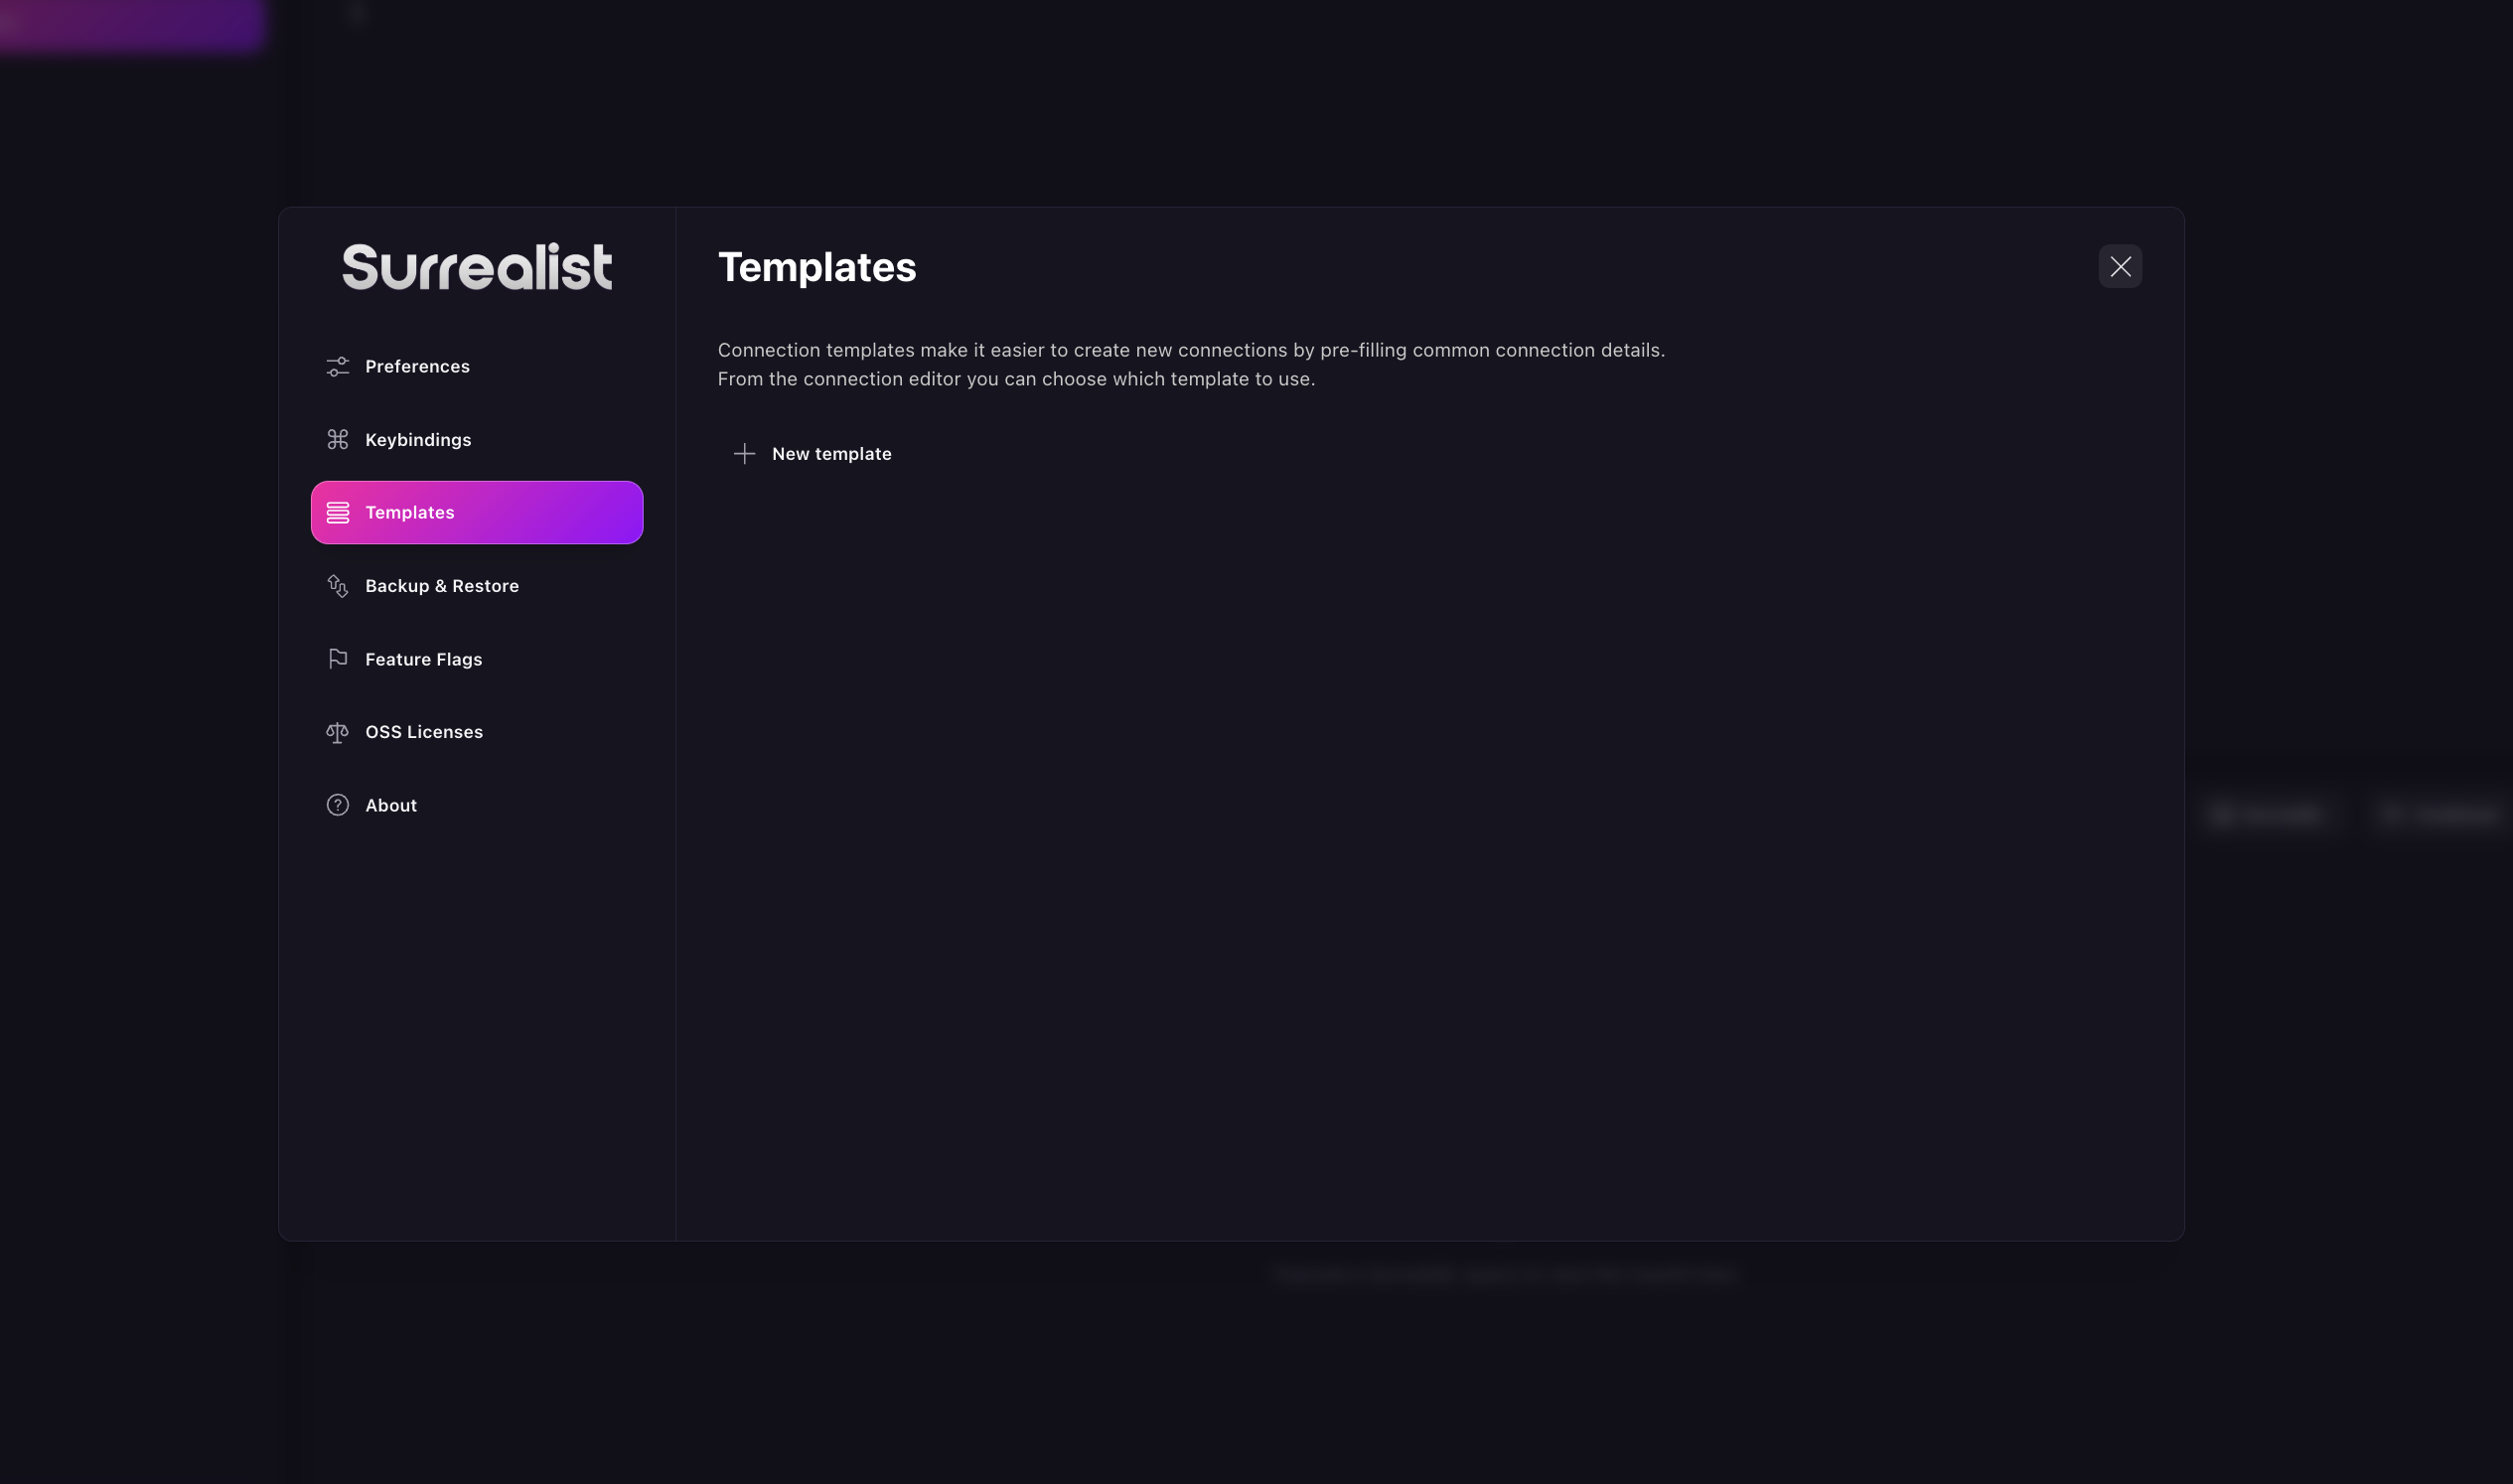 Surrealist
Preferences
Keybindings
Templates
Backup & Restore
Feature Flags
OSS Licenses
About
Templates
Connection templates make it easier to create new connections by pre-filling common connection details.
From the connection editor you can choose which template to use.
New template